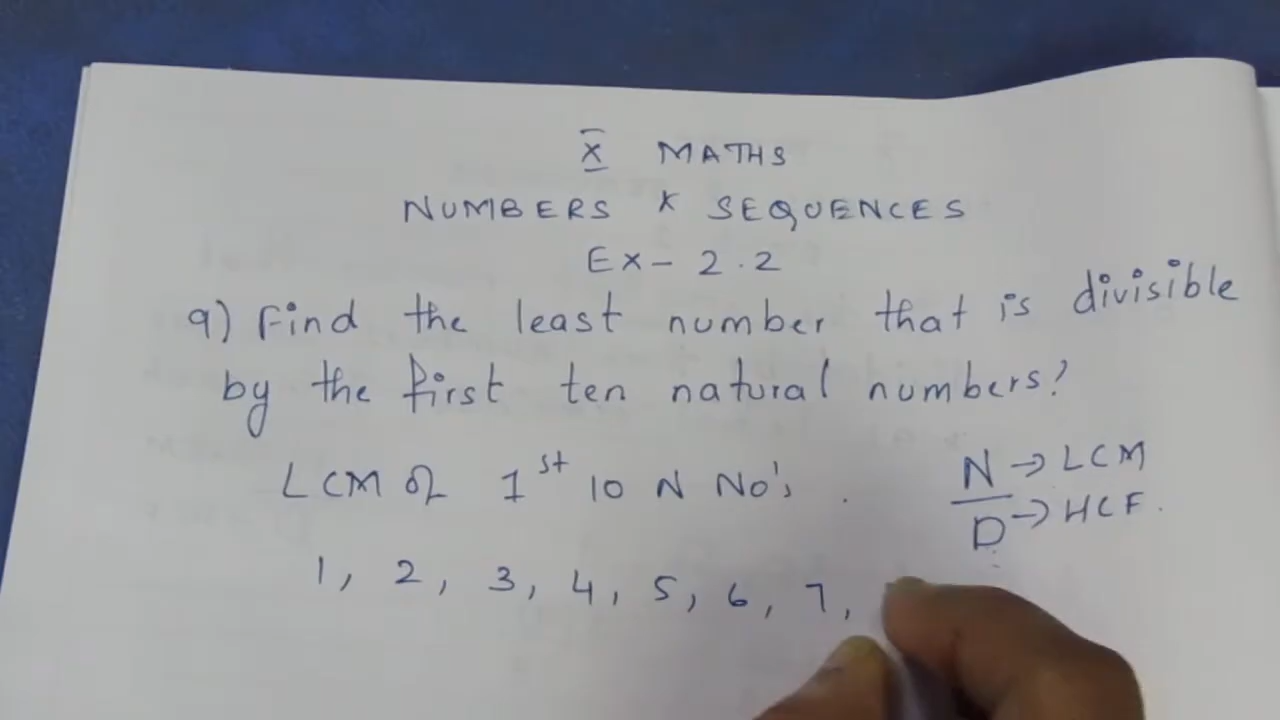 X MATHS
NUMBERS & SEQUENCES
Ex- 2.2
9) Find the least number that is divisible
by the first ten natural numbers?
LCM of 1st 10 N No's.
N → LCM
D → HCF.
1, 2, 3, 4, 5, 6, 7,